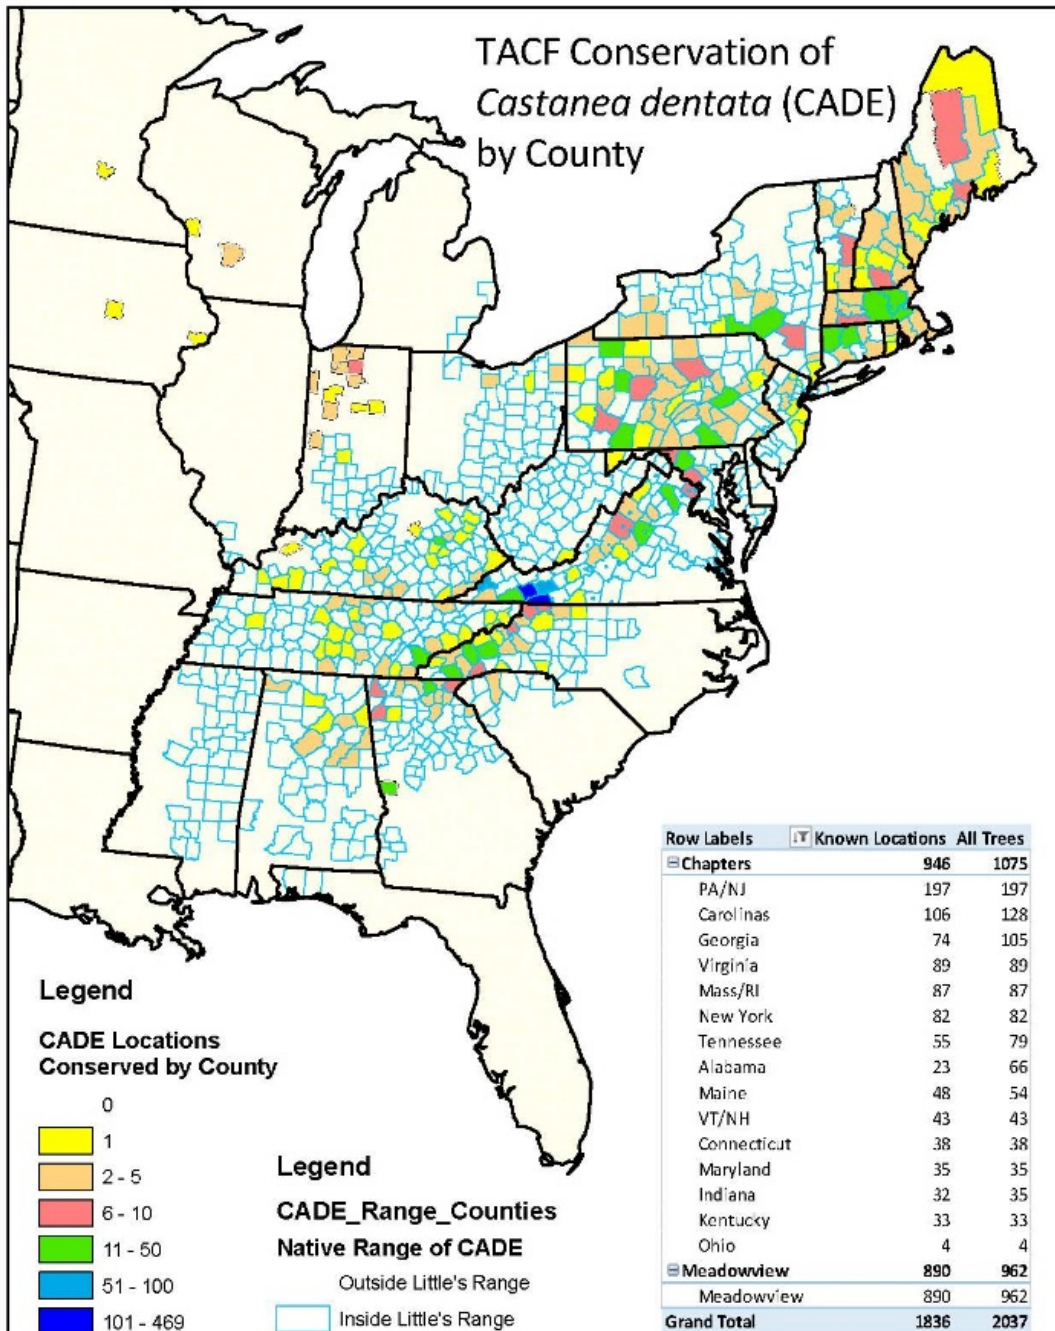 TACF Conservation of
Castanea dentata (CADE)
by County
Row Labels Known Locations All Trees
Chapters 946 1075
PA/NJ 197 197
Carolinas 106 128
Georgia 74 105
Virginia 89 89
Mass/RI 87 87
New York 82 82
Tennessee 55 79
Alabama 23 66
Maine 48 54
VT/NH 43 43
Connecticut 38 38
Maryland 35 35
Indiana 32 35
Kentucky 33 33
Ohio 4 4
Meadowview 890 962
Meadowview 890 962
Grand Total 1836 2037
Legend
CADE Locations
Conserved by County
0
1
2 - 5
6 - 10
11 - 50
51 - 100
101 - 469
Legend
CADE_Range_Counties
Native Range of CADE
Outside Little's Range
Inside Little's Range